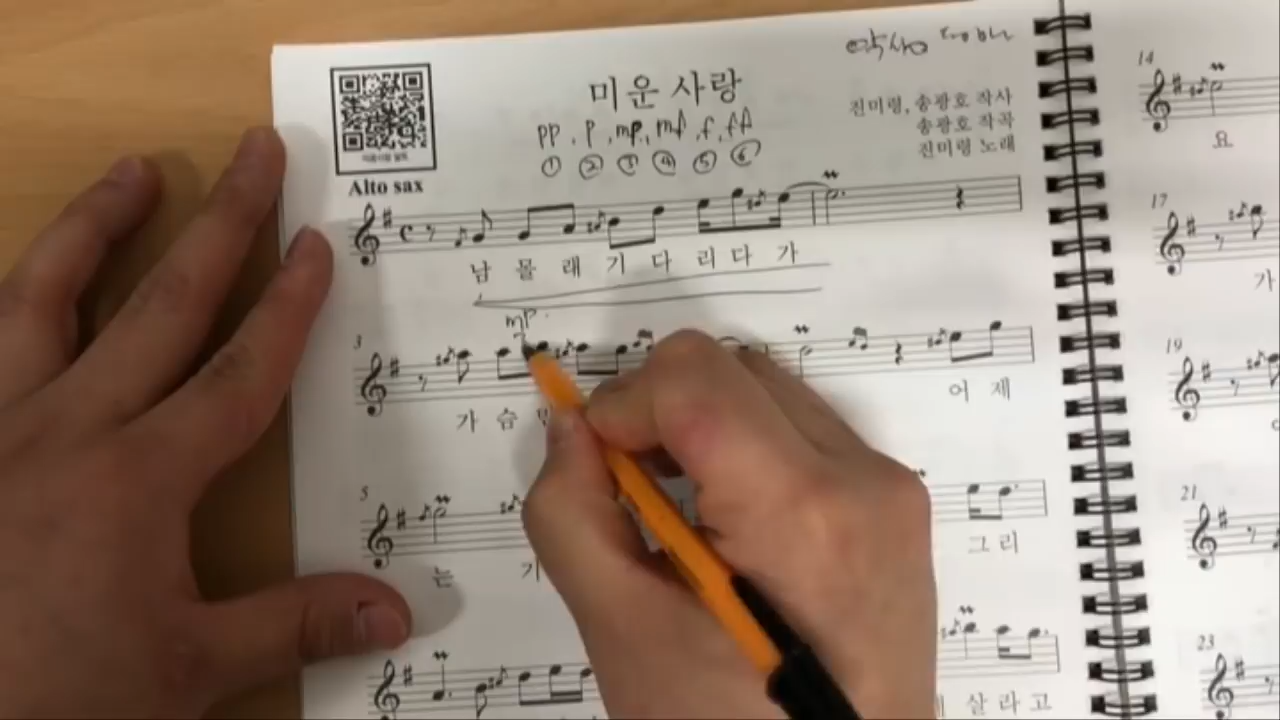 미운 사랑
pp , p , mp, mf , f , ff
① ② ③ ④ ⑤ ⑥
진미령, 송광호 작사
송광호 작곡
진미령 노래
Alto sax
남 몰 래 기 다 리 다 가
mp
3
가 슴
어 제
5
는 기
그 리
살 라 고
14
요
17
가
19
21
23